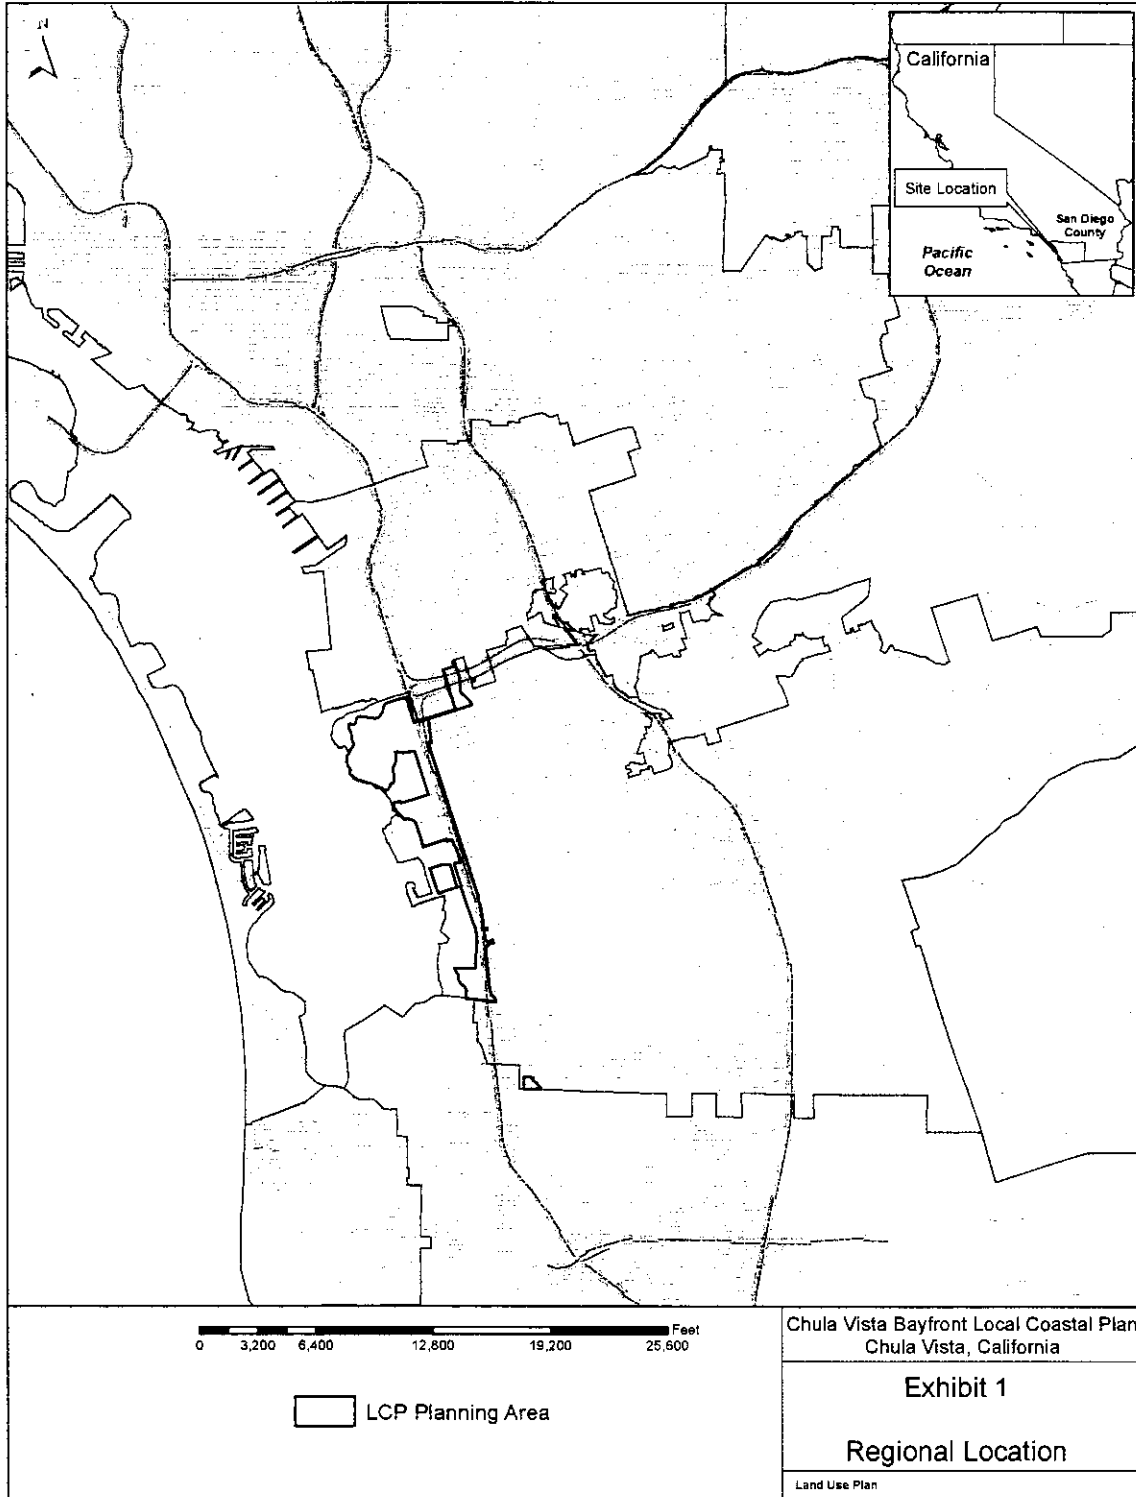 N
California
Site Location
San Diego
County
Pacific
Ocean
Feet
0 3,200 6,400 12,800 19,200 25,600
LCP Planning Area
Chula Vista Bayfront Local Coastal Plan
Chula Vista, California
Exhibit 1
Regional Location
Land Use Plan